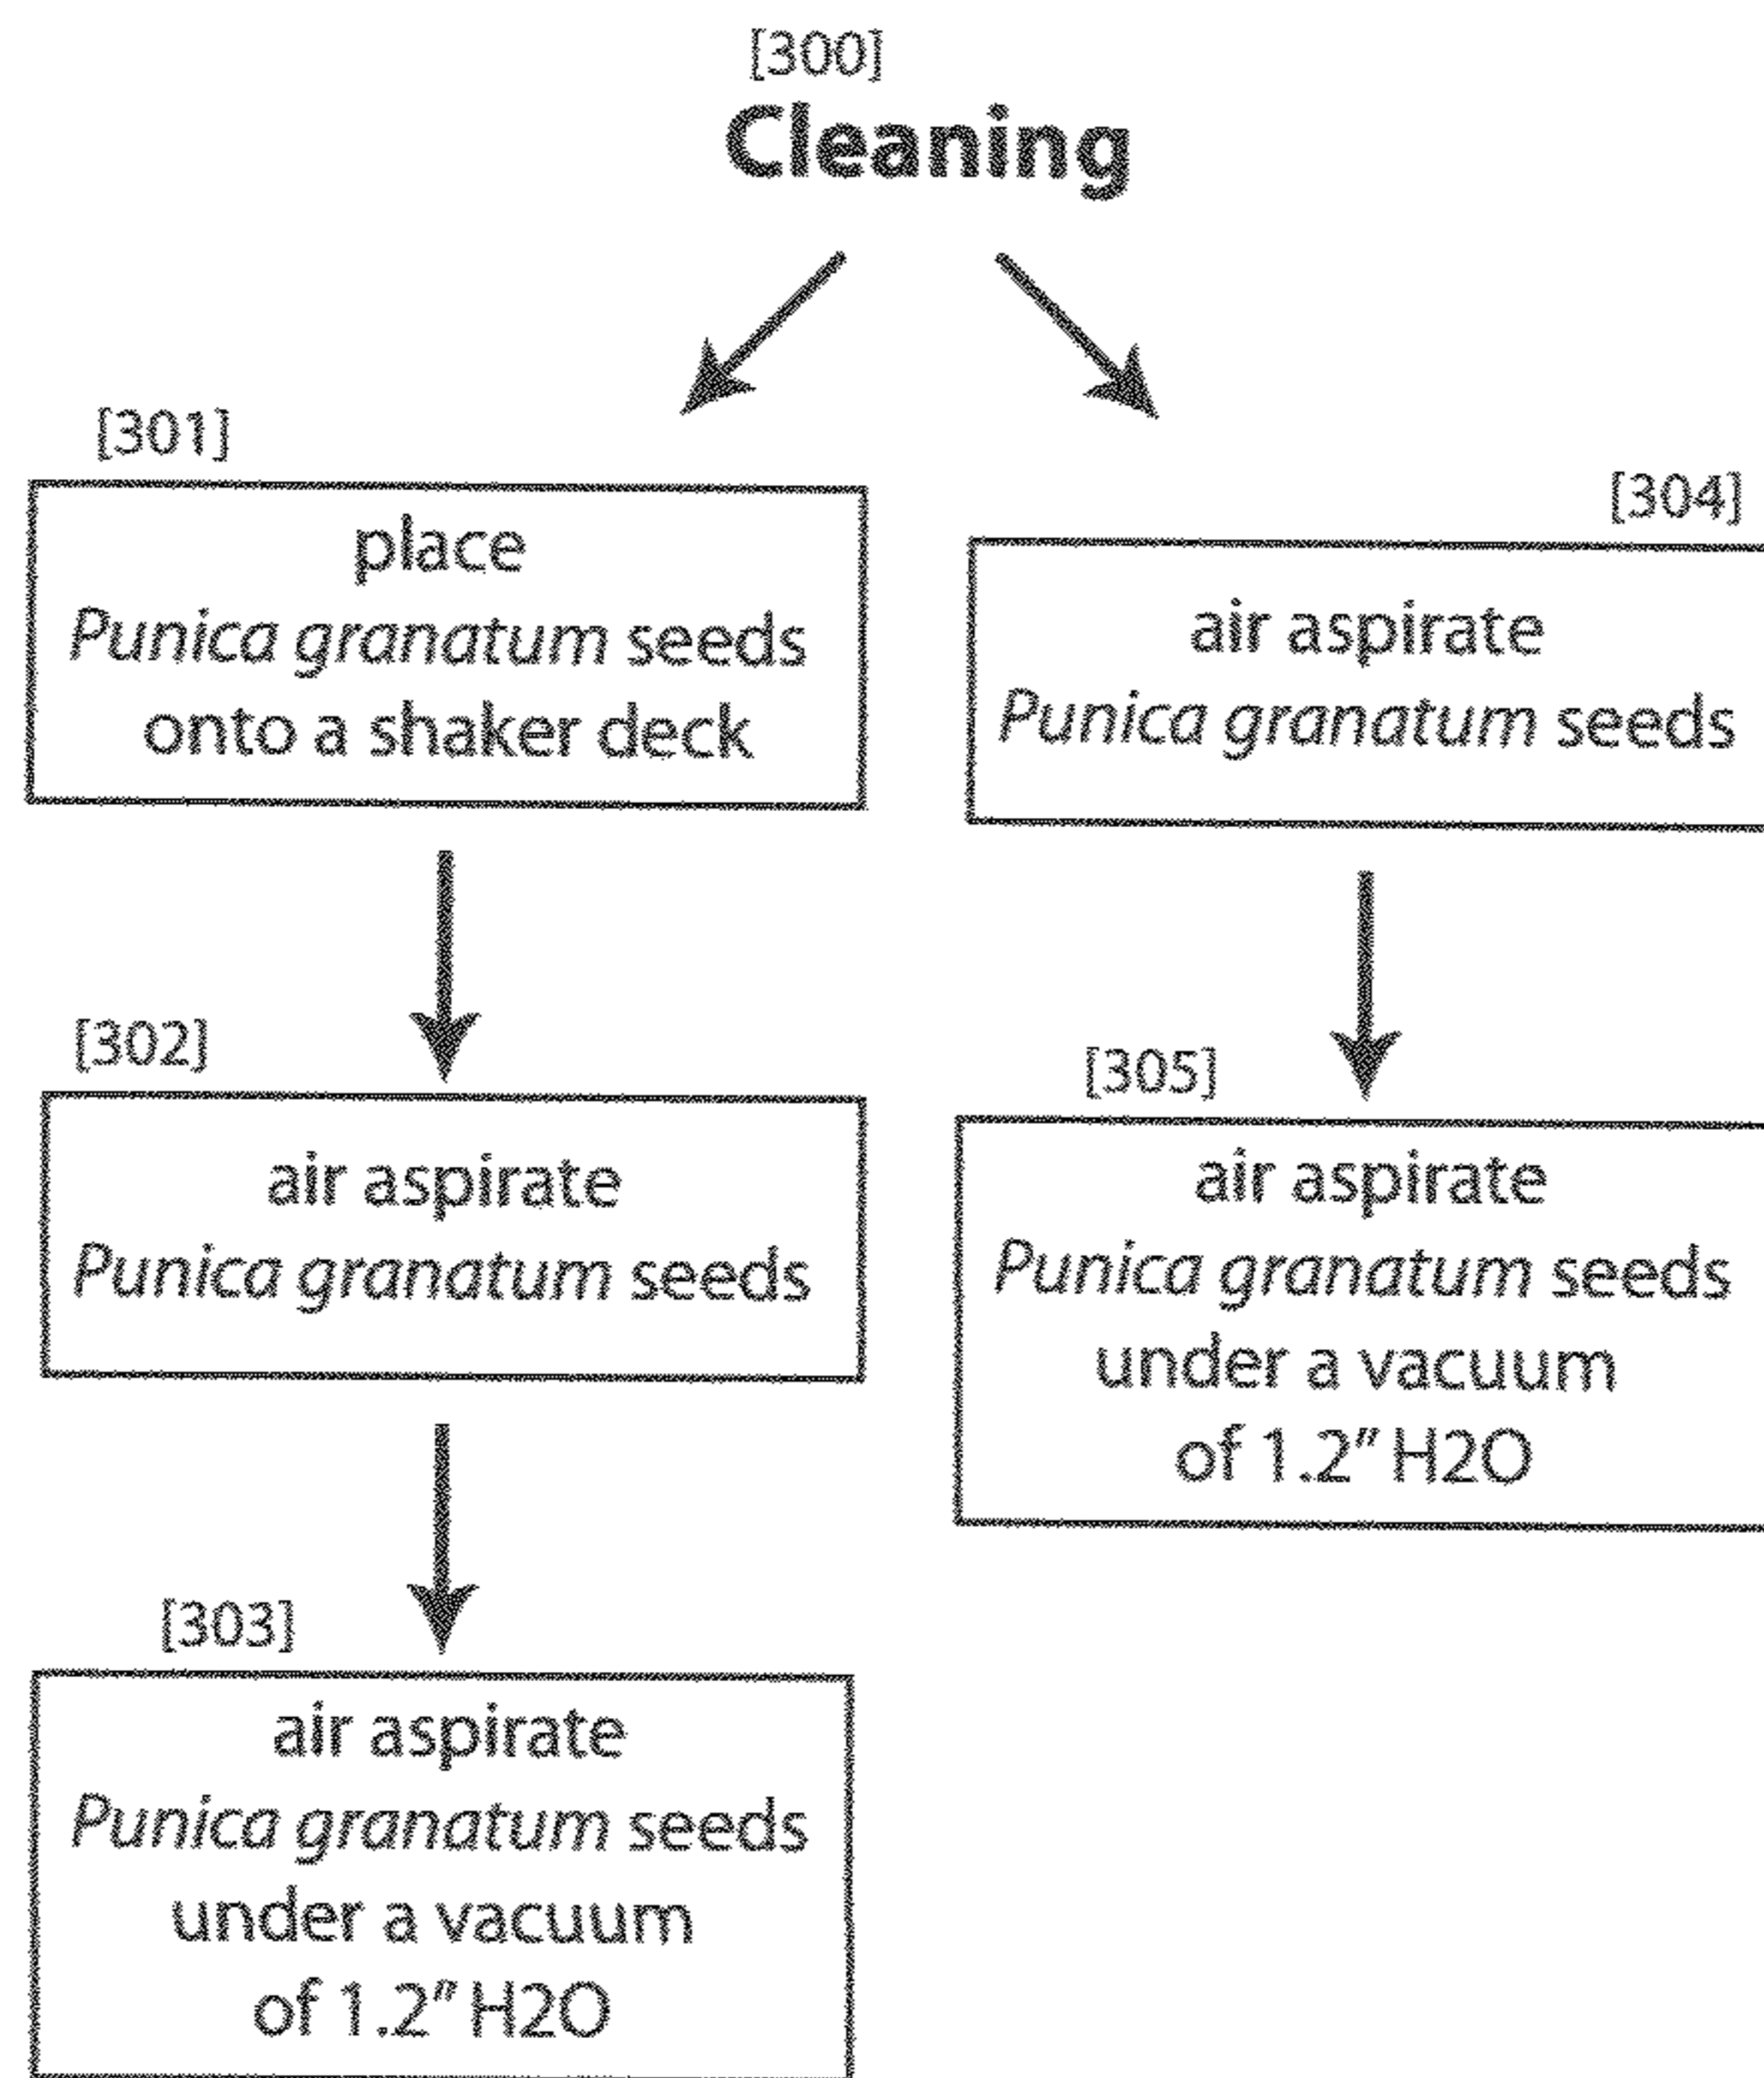 [300]
Cleaning
[301]
place
Punica granatum seeds
onto a shaker deck
[302]
air aspirate
Punica granatum seeds
[303]
air aspirate
Punica granatum seeds
under a vacuum
of 1.2" H2O
[304]
air aspirate
Punica granatum seeds
[305]
air aspirate
Punica granatum seeds
under a vacuum
of 1.2" H2O